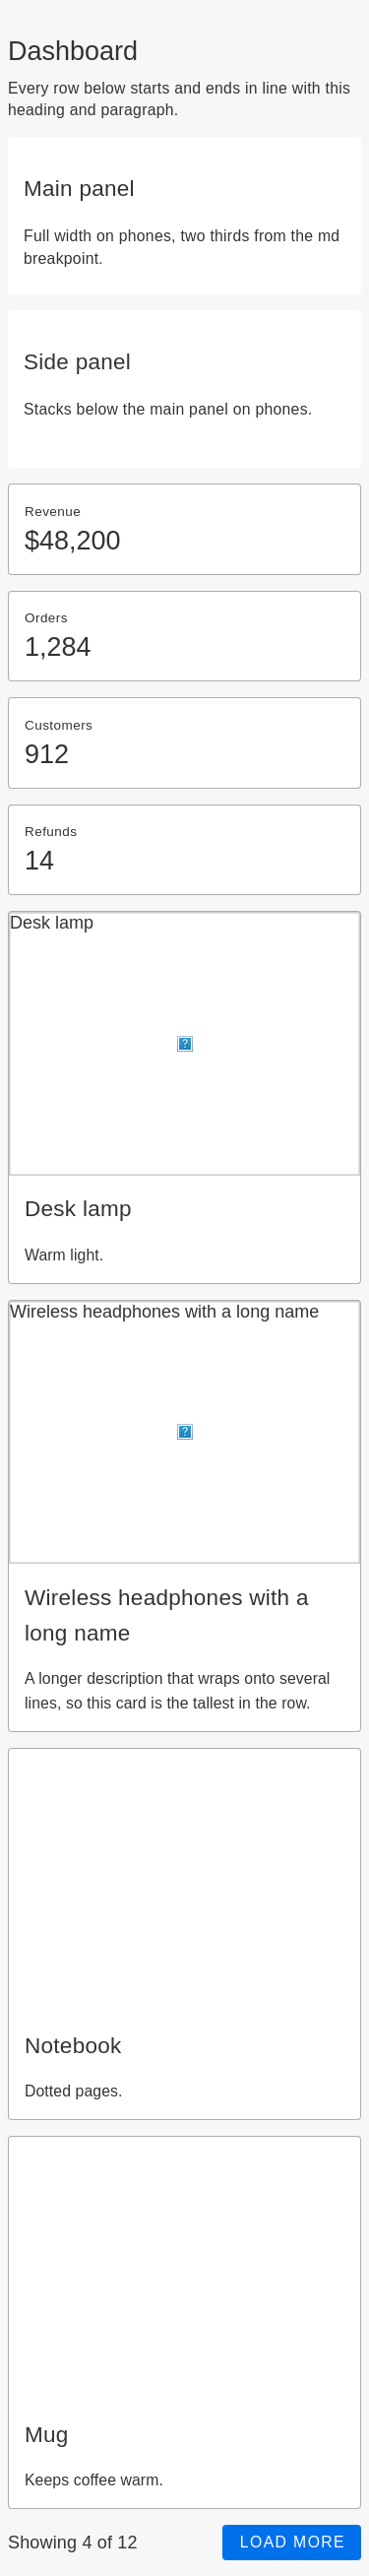 Dashboard
Every row below starts and ends in line with this
heading and paragraph.
Main panel
Full width on phones, two thirds from the md
breakpoint.
Side panel
Stacks below the main panel on phones.
Revenue
$48,200
Orders
1,284
Customers
912
Refunds
14
Desk lamp
?
Desk lamp
Warm light.
Wireless headphones with a long name
?
Wireless headphones with a
long name
A longer description that wraps onto several
lines, so this card is the tallest in the row.
Notebook
Dotted pages.
Mug
Keeps coffee warm.
Showing 4 of 12
LOAD MORE